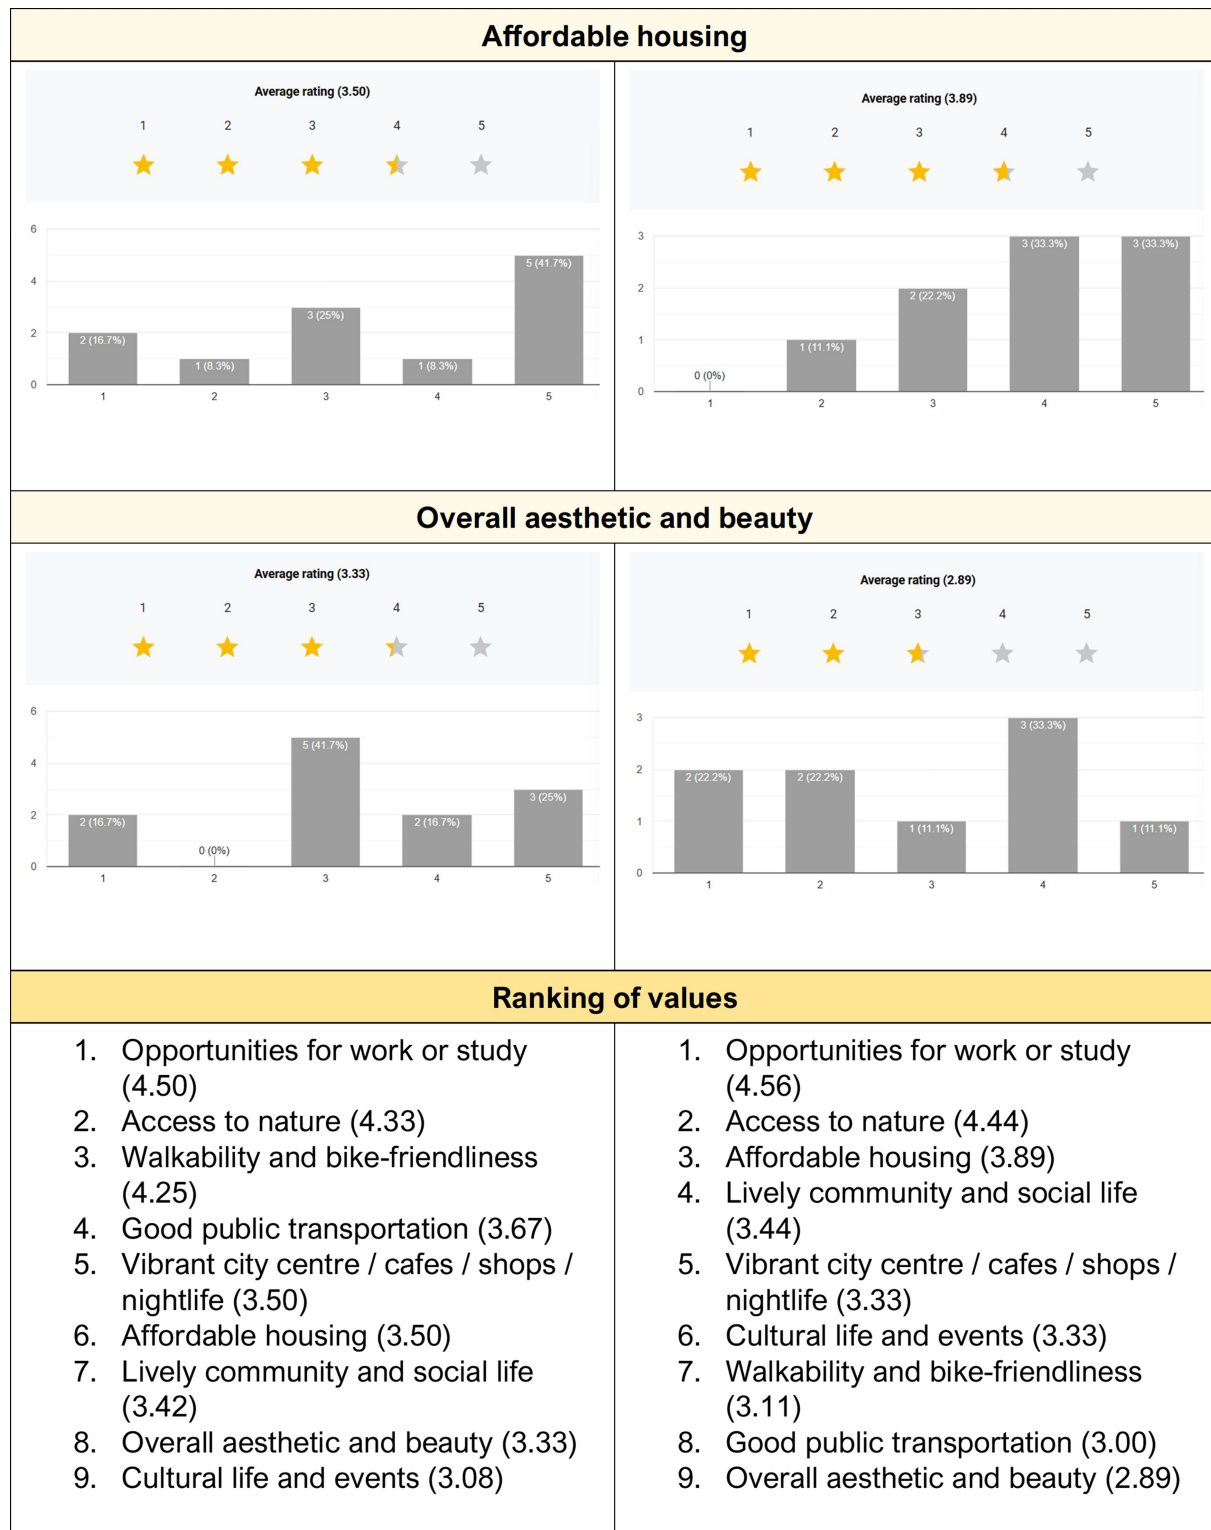 Affordable housing
Average rating (3.50)
1 2 3 4 5
6
4
2
0
2 (16.7%)
1 (8.3%)
3 (25%)
1 (8.3%)
5 (41.7%)
1 2 3 4 5
Average rating (3.89)
1 2 3 4 5
3
2
1
0
0 (0%)
1 (11.1%)
2 (22.2%)
3 (33.3%)
3 (33.3%)
1 2 3 4 5
Overall aesthetic and beauty
Average rating (3.33)
1 2 3 4 5
6
4
2
0
2 (16.7%)
0 (0%)
5 (41.7%)
2 (16.7%)
3 (25%)
1 2 3 4 5
Average rating (2.89)
1 2 3 4 5
3
2
1
0
2 (22.2%)
2 (22.2%)
1 (11.1%)
3 (33.3%)
1 (11.1%)
1 2 3 4 5
Ranking of values
1. Opportunities for work or study
(4.50)
2. Access to nature (4.33)
3. Walkability and bike-friendliness
(4.25)
4. Good public transportation (3.67)
5. Vibrant city centre / cafes / shops /
nightlife (3.50)
6. Affordable housing (3.50)
7. Lively community and social life
(3.42)
8. Overall aesthetic and beauty (3.33)
9. Cultural life and events (3.08)
1. Opportunities for work or study
(4.56)
2. Access to nature (4.44)
3. Affordable housing (3.89)
4. Lively community and social life
(3.44)
5. Vibrant city centre / cafes / shops /
nightlife (3.33)
6. Cultural life and events (3.33)
7. Walkability and bike-friendliness
(3.11)
8. Good public transportation (3.00)
9. Overall aesthetic and beauty (2.89)